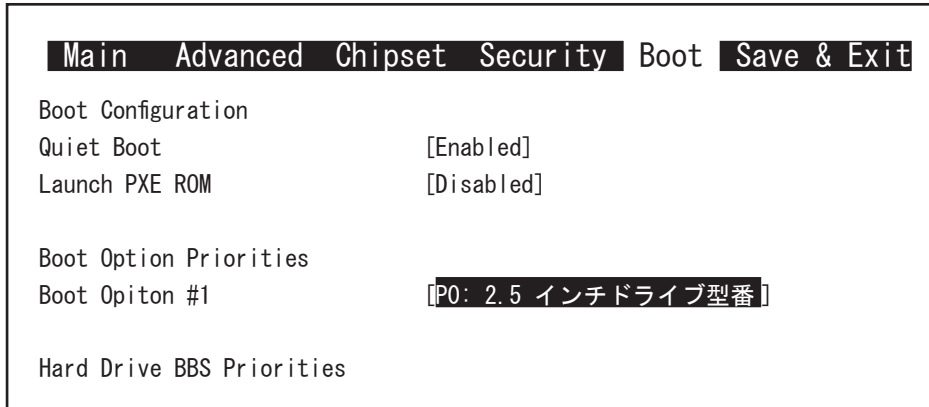 Main Advanced Chipset Security Boot Save & Exit
Boot Configuration
Quiet Boot [Enabled]
Launch PXE ROM [Disabled]
Boot Option Priorities
Boot Opiton #1 [P0: 2.5 インチドライブ型番]
Hard Drive BBS Priorities